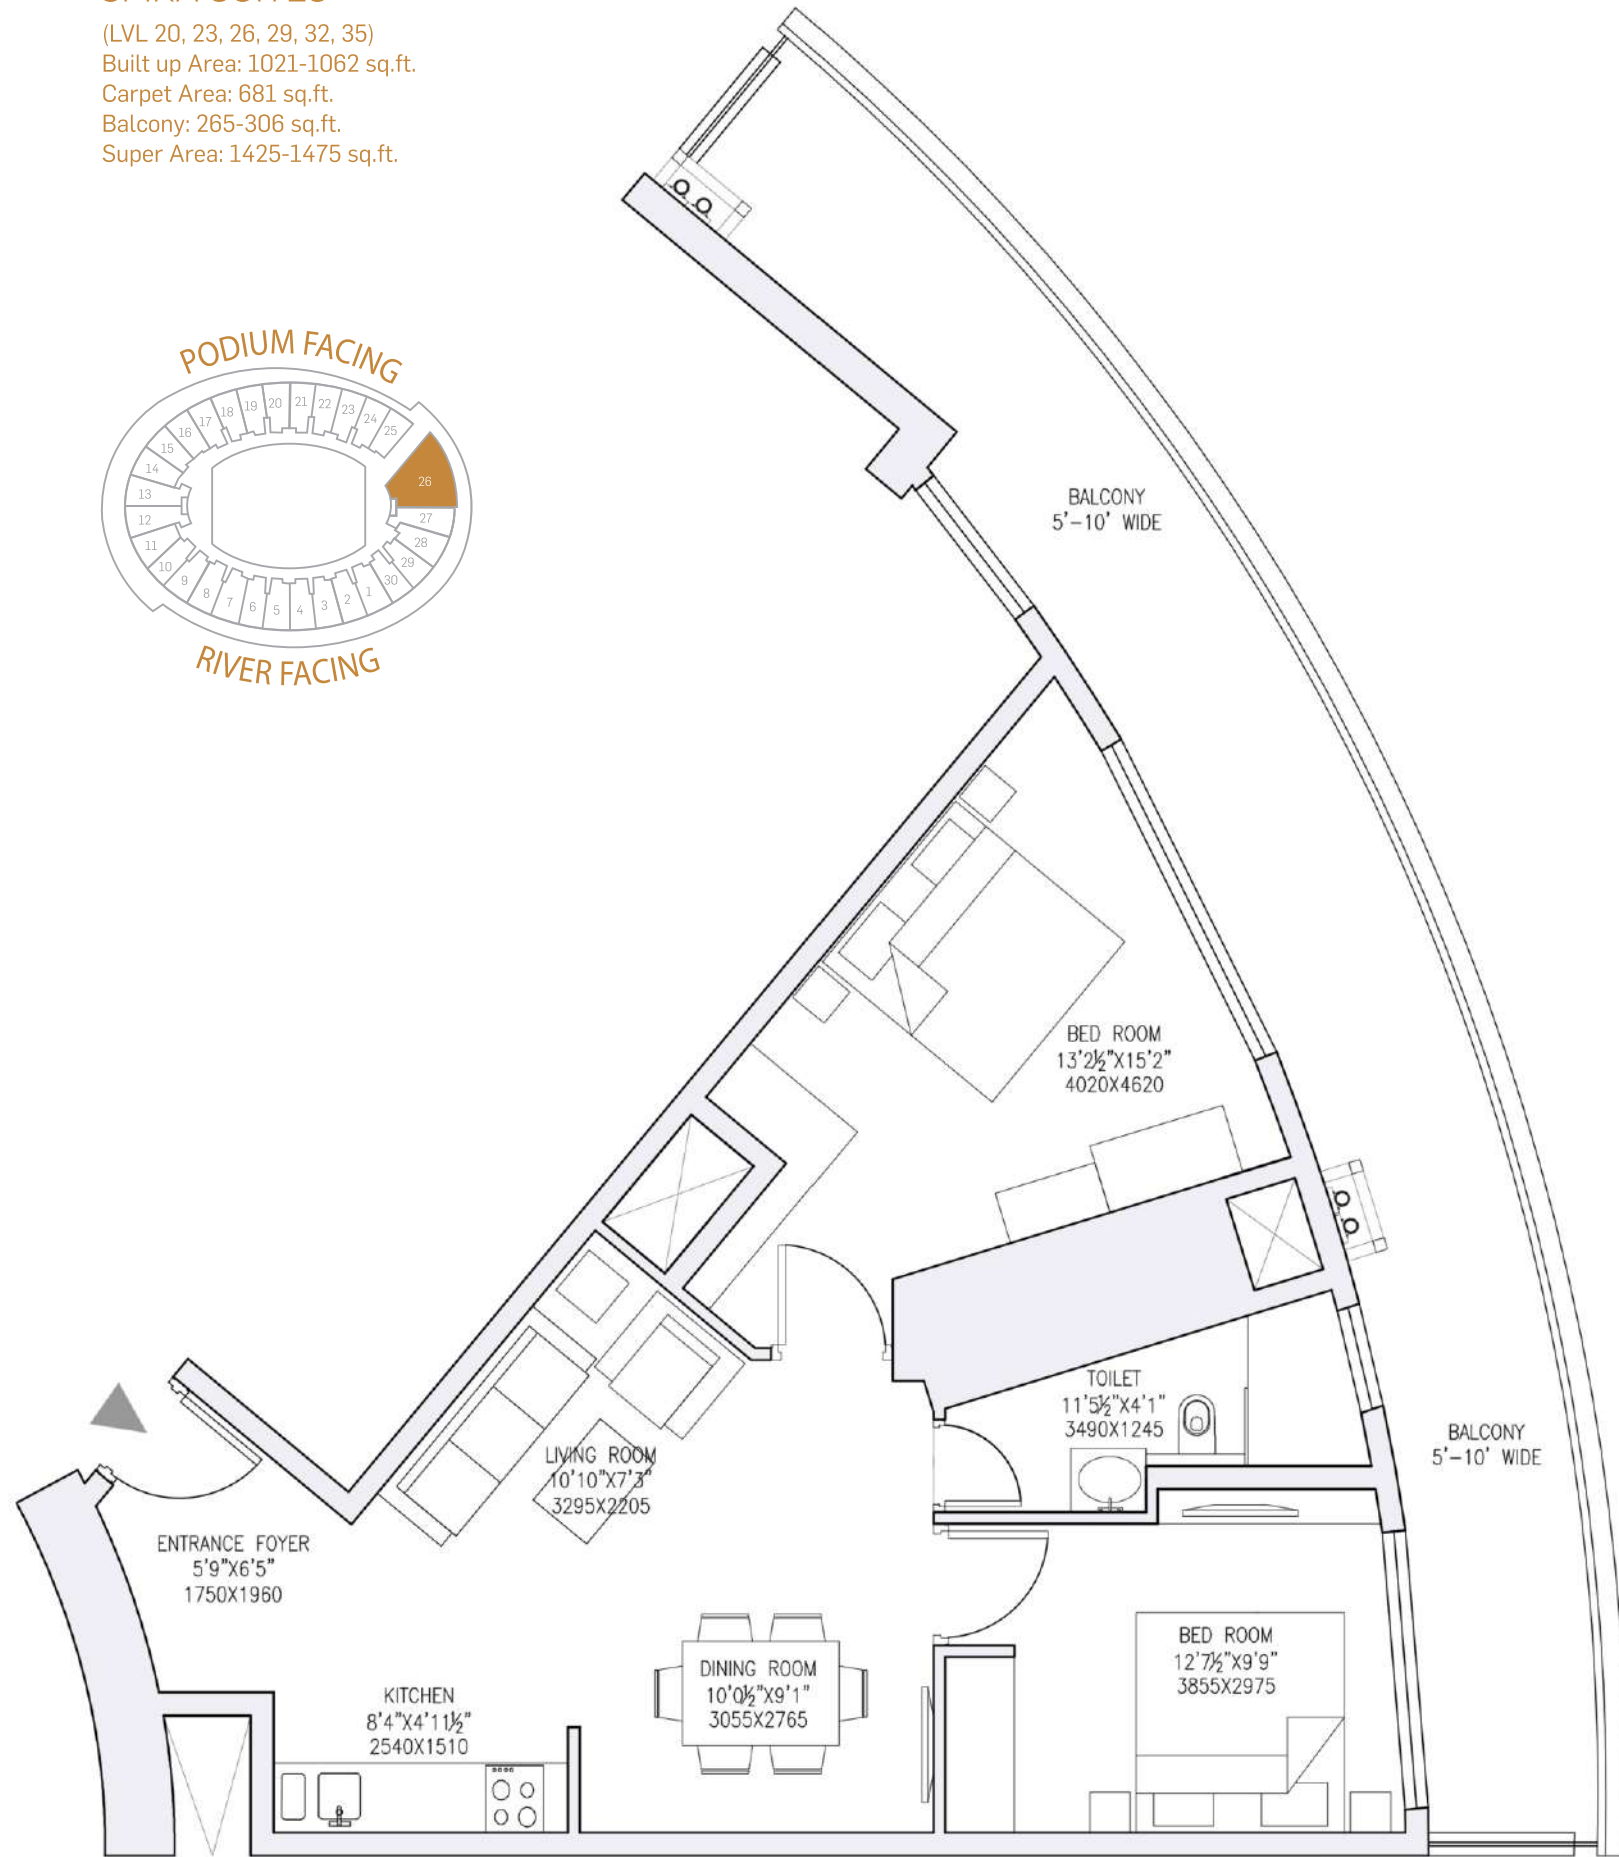 (LVL 20, 23, 26, 29, 32, 35)
Built up Area: 1021-1062 sq.ft.
Carpet Area: 681 sq.ft.
Balcony: 265-306 sq.ft.
Super Area: 1425-1475 sq.ft.
PODIUM FACING
16
17
18
19
20
21
22
23
24
25
15
14
13
12
11
10
9
8
7
6
5
4
3
2
1
30
29
28
27
26
RIVER FACING
BALCONY
5'-10' WIDE
BED ROOM
13'2½"X15'2"
4020X4620
TOILET
11'5½"X4'1"
3490X1245
BALCONY
5'-10' WIDE
LIVING ROOM
10'10"X7'3"
3295X2205
ENTRANCE FOYER
5'9"X6'5"
1750X1960
BED ROOM
12'7½"X9'9"
3855X2975
DINING ROOM
10'0½"X9'1"
3055X2765
KITCHEN
8'4"X4'11½"
2540X1510